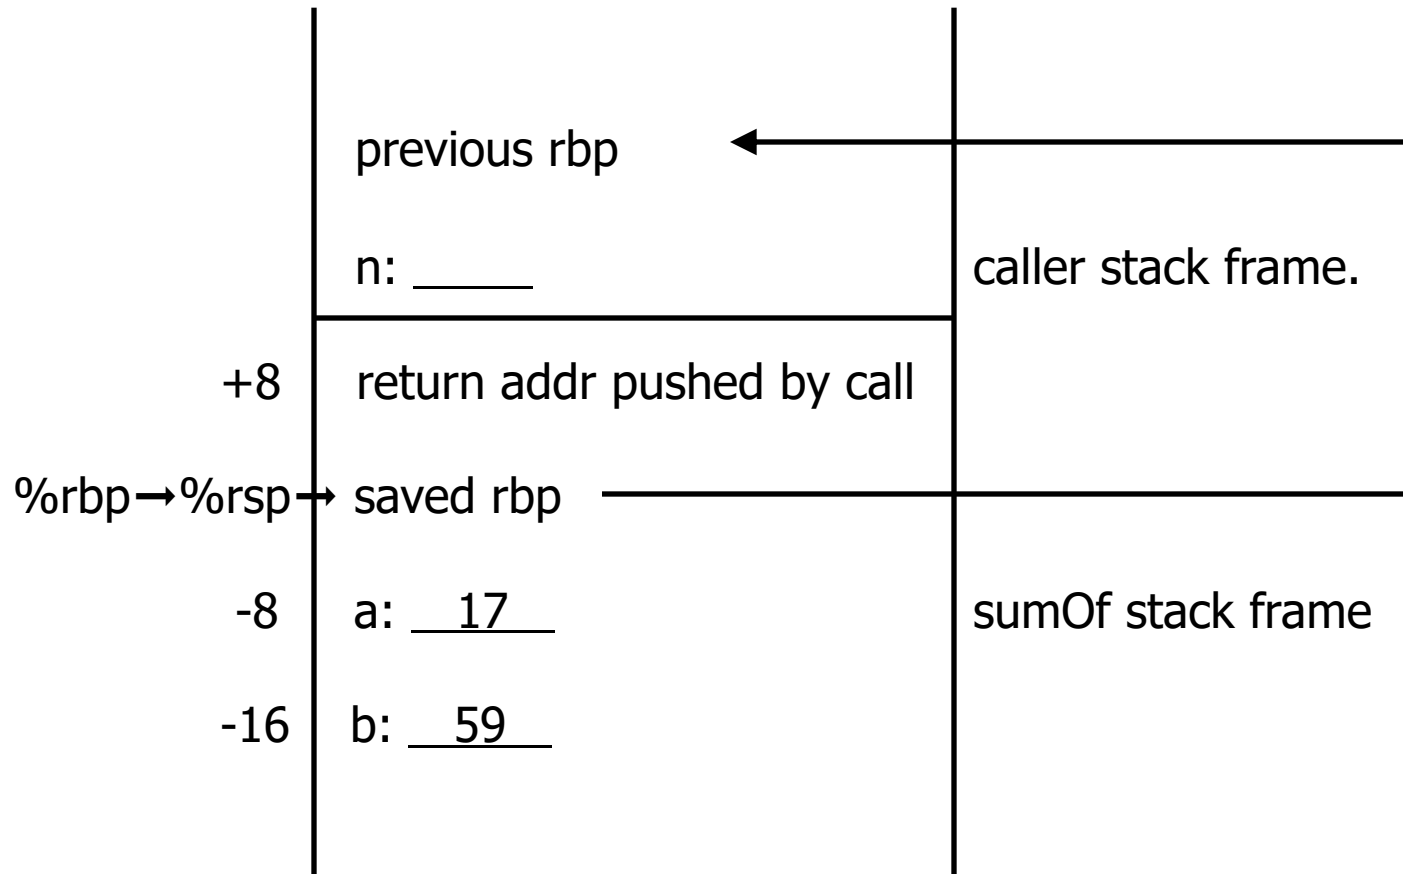 previous rbp
n: _____ caller stack frame.
+8 return addr pushed by call
%rbp→%rsp→ saved rbp
-8 a: 17 sumOf stack frame
-16 b: 59